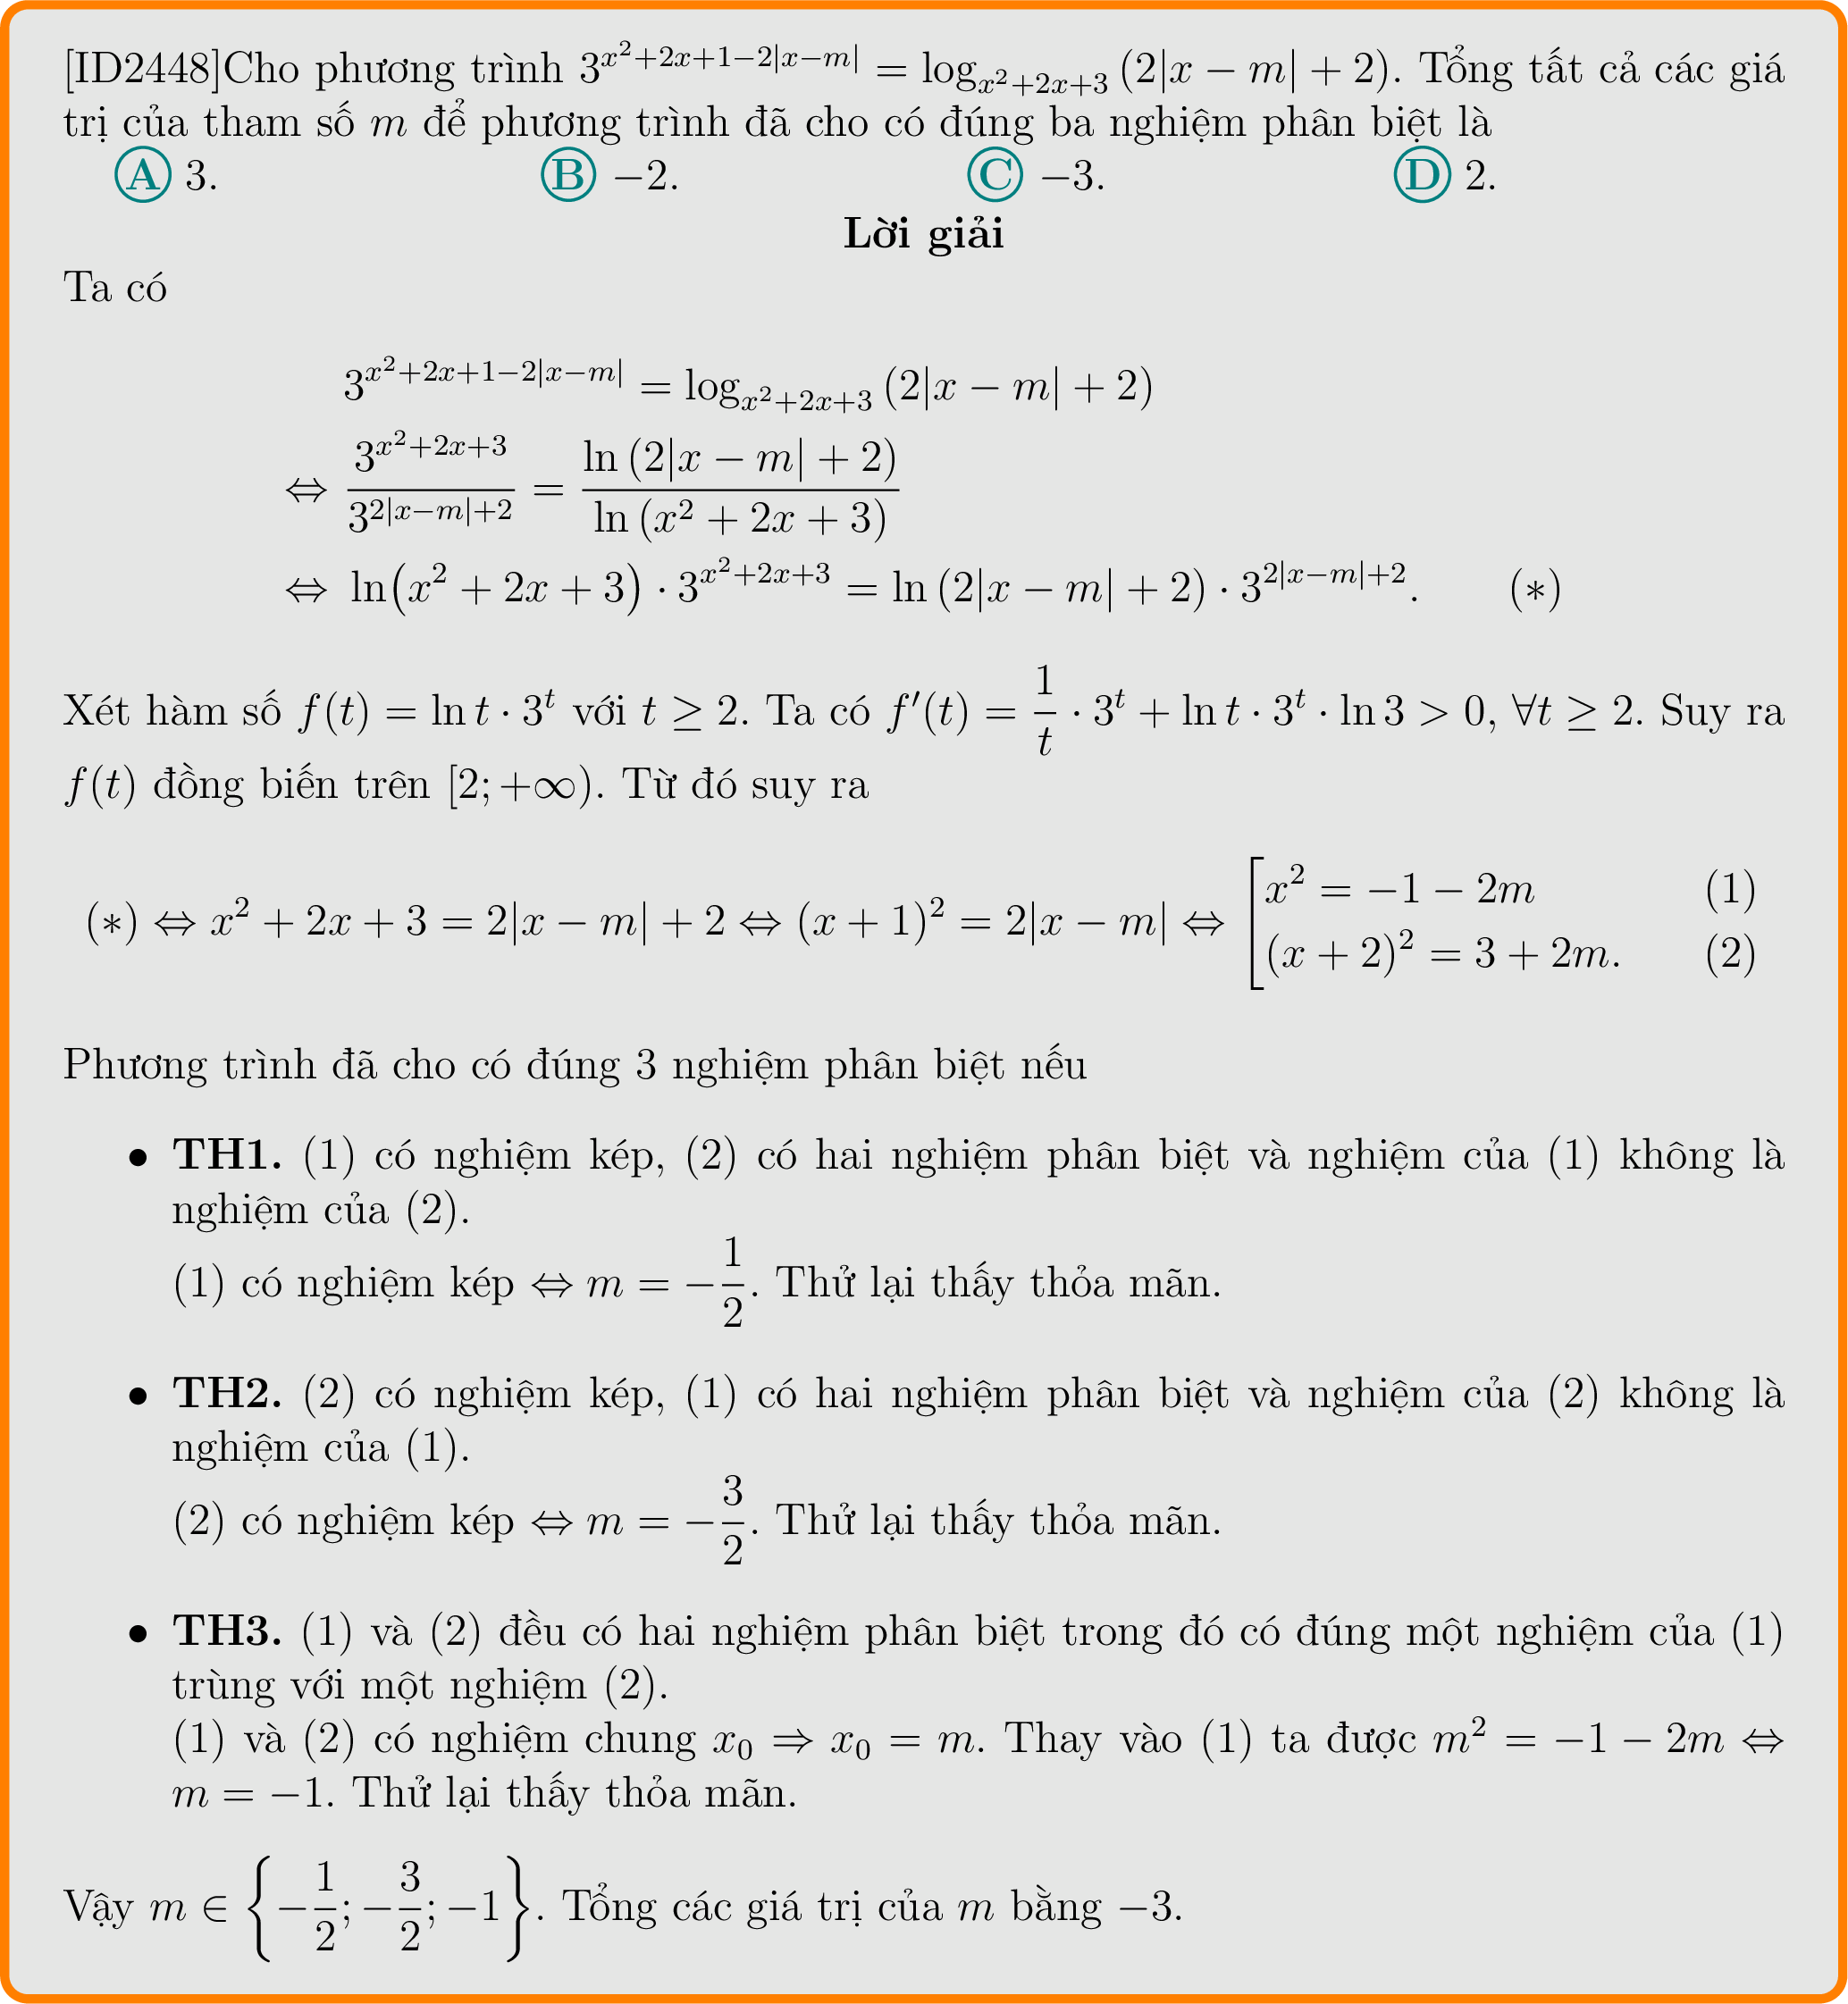 [ID2448]Cho phương trình $3^{x^2+2x+1-2|x-m|} = \log_{x^2+2x+3}(2|x-m|+2)$. Tổng tất cả các giá
trị của tham số $m$ để phương trình đã cho có đúng ba nghiệm phân biệt là
Ⓐ 3. Ⓑ −2. Ⓒ −3. Ⓓ 2.
Lời giải
Ta có
$3^{x^2+2x+1-2|x-m|} = \log_{x^2+2x+3}(2|x-m|+2)$
$\Leftrightarrow \dfrac{3^{x^2+2x+3}}{3^{2|x-m|+2}} = \dfrac{\ln(2|x-m|+2)}{\ln(x^2+2x+3)}$
$\Leftrightarrow \ln(x^2+2x+3) \cdot 3^{x^2+2x+3} = \ln(2|x-m|+2) \cdot 3^{2|x-m|+2}.$ (∗)
Xét hàm số $f(t) = \ln t \cdot 3^t$ với $t \geq 2$. Ta có $f'(t) = \dfrac{1}{t} \cdot 3^t + \ln t \cdot 3^t \cdot \ln 3 > 0, \forall t \geq 2$. Suy ra
$f(t)$ đồng biến trên $[2; +\infty)$. Từ đó suy ra
$(*) \Leftrightarrow x^2+2x+3 = 2|x-m|+2 \Leftrightarrow (x+1)^2 = 2|x-m| \Leftrightarrow \left[\begin{array}{l} x^2 = -1-2m \quad (1) \\ (x+2)^2 = 3+2m. \quad (2) \end{array}\right.$
Phương trình đã cho có đúng 3 nghiệm phân biệt nếu
• TH1. (1) có nghiệm kép, (2) có hai nghiệm phân biệt và nghiệm của (1) không là
nghiệm của (2).
(1) có nghiệm kép $\Leftrightarrow m = -\dfrac{1}{2}$. Thử lại thấy thỏa mãn.
• TH2. (2) có nghiệm kép, (1) có hai nghiệm phân biệt và nghiệm của (2) không là
nghiệm của (1).
(2) có nghiệm kép $\Leftrightarrow m = -\dfrac{3}{2}$. Thử lại thấy thỏa mãn.
• TH3. (1) và (2) đều có hai nghiệm phân biệt trong đó có đúng một nghiệm của (1)
trùng với một nghiệm (2).
(1) và (2) có nghiệm chung $x_0 \Rightarrow x_0 = m$. Thay vào (1) ta được $m^2 = -1-2m \Leftrightarrow$
$m = -1$. Thử lại thấy thỏa mãn.
Vậy $m \in \left\{-\dfrac{1}{2}; -\dfrac{3}{2}; -1\right\}$. Tổng các giá trị của $m$ bằng −3.